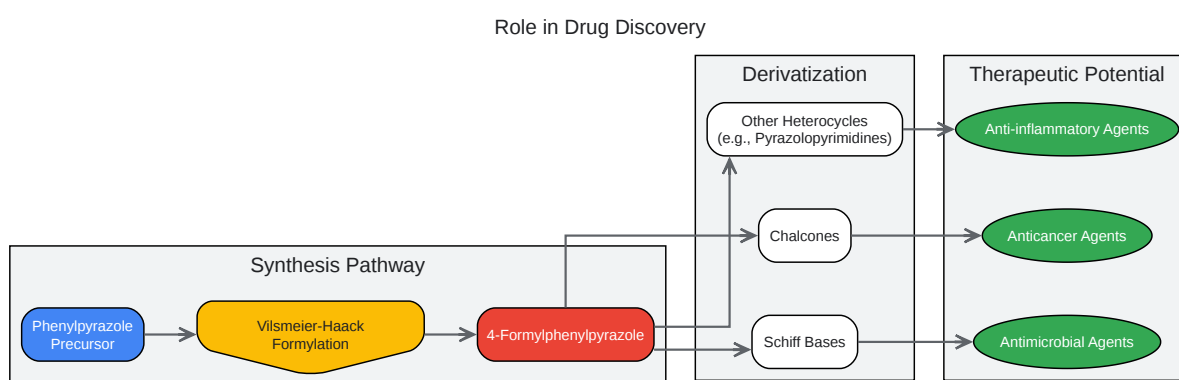 Role in Drug Discovery
Derivatization
Therapeutic Potential
Other Heterocycles
(e.g., Pyrazolopyrimidines)
Anti-inflammatory Agents
Chalcones
Anticancer Agents
Synthesis Pathway
Phenylpyrazole
Precursor
Vilsmeier-Haack
Formylation
4-Formylphenylpyrazole
Schiff Bases
Antimicrobial Agents